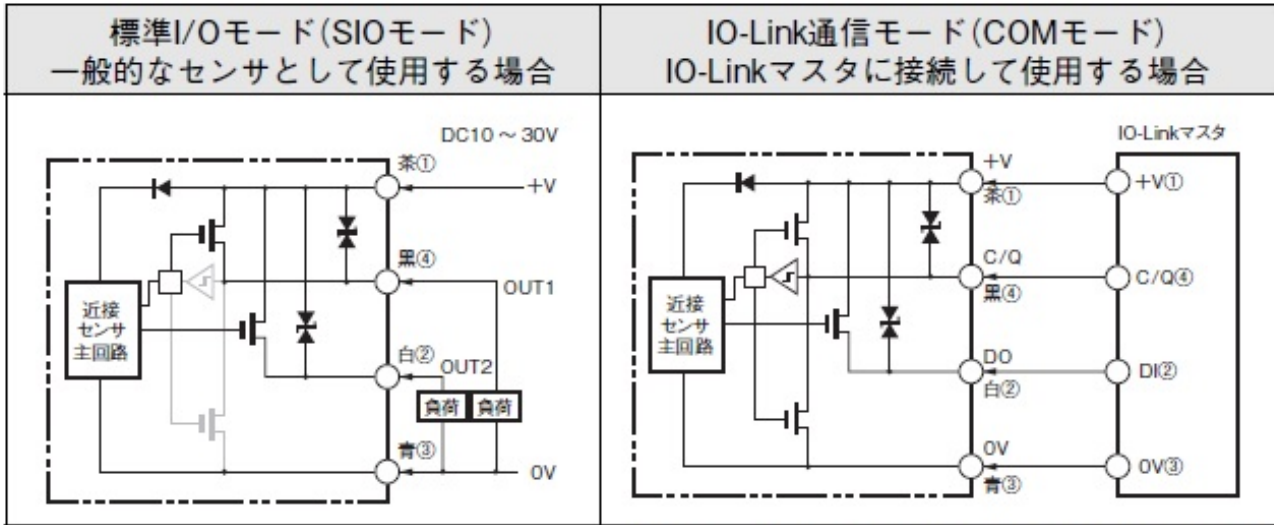 標準I/Oモード(SIOモード)
一般的なセンサとして使用する場合
IO-Link通信モード(COMモード)
IO-Linkマスタに接続して使用する場合
DC10～30V
茶①
+V
黒④
OUT1
近接
センサ
主回路
白②
OUT2
負荷 負荷
青③
0V
IO-Linkマスタ
+V
茶①
+V①
C/Q
黒④
C/Q④
近接
センサ
主回路
DO
白②
DI②
0V
青③
0V③